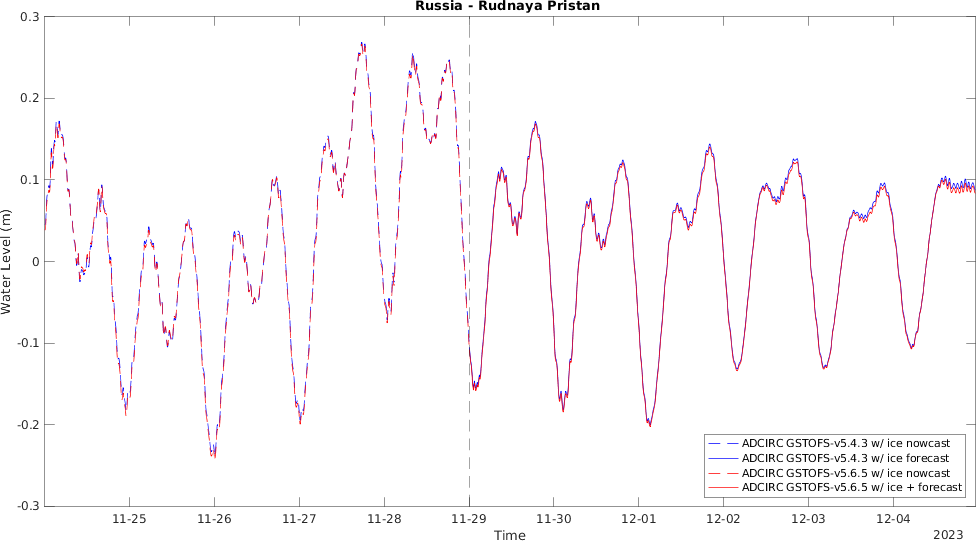 Russia - Rudnaya Pristan
0.3
0.2
0.1
0
-0.1
-0.2
-0.3
Water Level (m)
11-25 11-26 11-27 11-28 11-29 11-30 12-01 12-02 12-03 12-04
Time
2023
ADCIRC GSTOFS-v5.4.3 w/ ice nowcast
ADCIRC GSTOFS-v5.4.3 w/ ice forecast
ADCIRC GSTOFS-v5.6.5 w/ ice nowcast
ADCIRC GSTOFS-v5.6.5 w/ ice + forecast